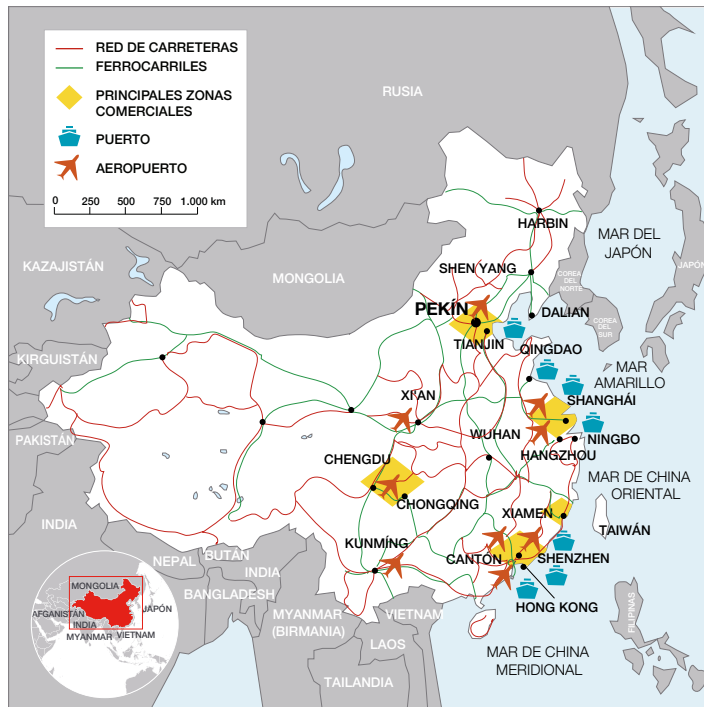 RED DE CARRETERAS
FERROCARRILES
PRINCIPALES ZONAS
COMERCIALES
PUERTO
AEROPUERTO
0 250 500 750 1.000 km
RUSIA
KAZAJISTÁN
MONGOLIA
KIRGUISTÁN
PAKISTÁN
INDIA
NEPAL
BUTÁN
INDIA
BANGLADESH
MYANMAR
(BIRMANIA)
VIETNAM
LAOS
TAILANDIA
FILIPINAS
COREA
DEL
NORTE
COREA
DEL
SUR
JAPÓN
MAR DEL
JAPÓN
MAR
AMARILLO
MAR DE CHINA
ORIENTAL
MAR DE CHINA
MERIDIONAL
TAIWÁN
HARBIN
SHEN YANG
PEKÍN
DALIAN
TIANJIN
QINGDAO
XI'AN
SHANGHÁI
WUHAN
NINGBO
HANGZHOU
CHENGDU
CHONGQING
XIAMEN
KUNMÍNG
CANTÓN
SHENZHEN
HONG KONG
MONGOLIA
AFGANISTÁN
JAPÓN
INDIA
MYANMAR
VIETNAM